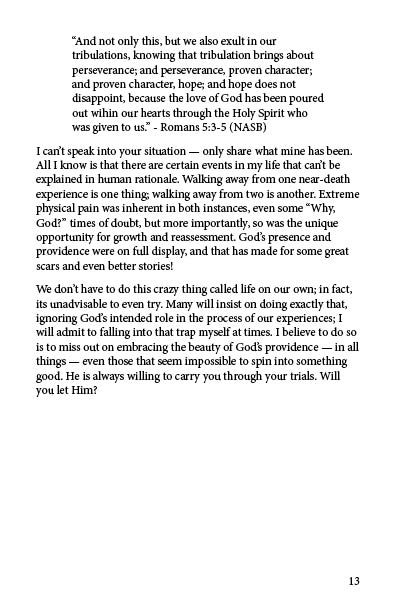 “And not only this, but we also exult in our
tribulations, knowing that tribulation brings about
perseverance; and perseverance, proven character;
and proven character, hope; and hope does not
disappoint, because the love of God has been poured
out wihin our hearts through the Holy Spirit who
was given to us.” - Romans 5:3-5 (NASB)
I can’t speak into your situation — only share what mine has been.
All I know is that there are certain events in my life that can’t be
explained in human rationale. Walking away from one near-death
experience is one thing; walking away from two is another. Extreme
physical pain was inherent in both instances, even some “Why,
God?” times of doubt, but more importantly, so was the unique
opportunity for growth and reassessment. God’s presence and
providence were on full display, and that has made for some great
scars and even better stories!
We don’t have to do this crazy thing called life on our own; in fact,
its unadvisable to even try. Many will insist on doing exactly that,
ignoring God’s intended role in the process of our experiences; I
will admit to falling into that trap myself at times. I believe to do so
is to miss out on embracing the beauty of God’s providence — in all
things — even those that seem impossible to spin into something
good. He is always willing to carry you through your trials. Will
you let Him?
13